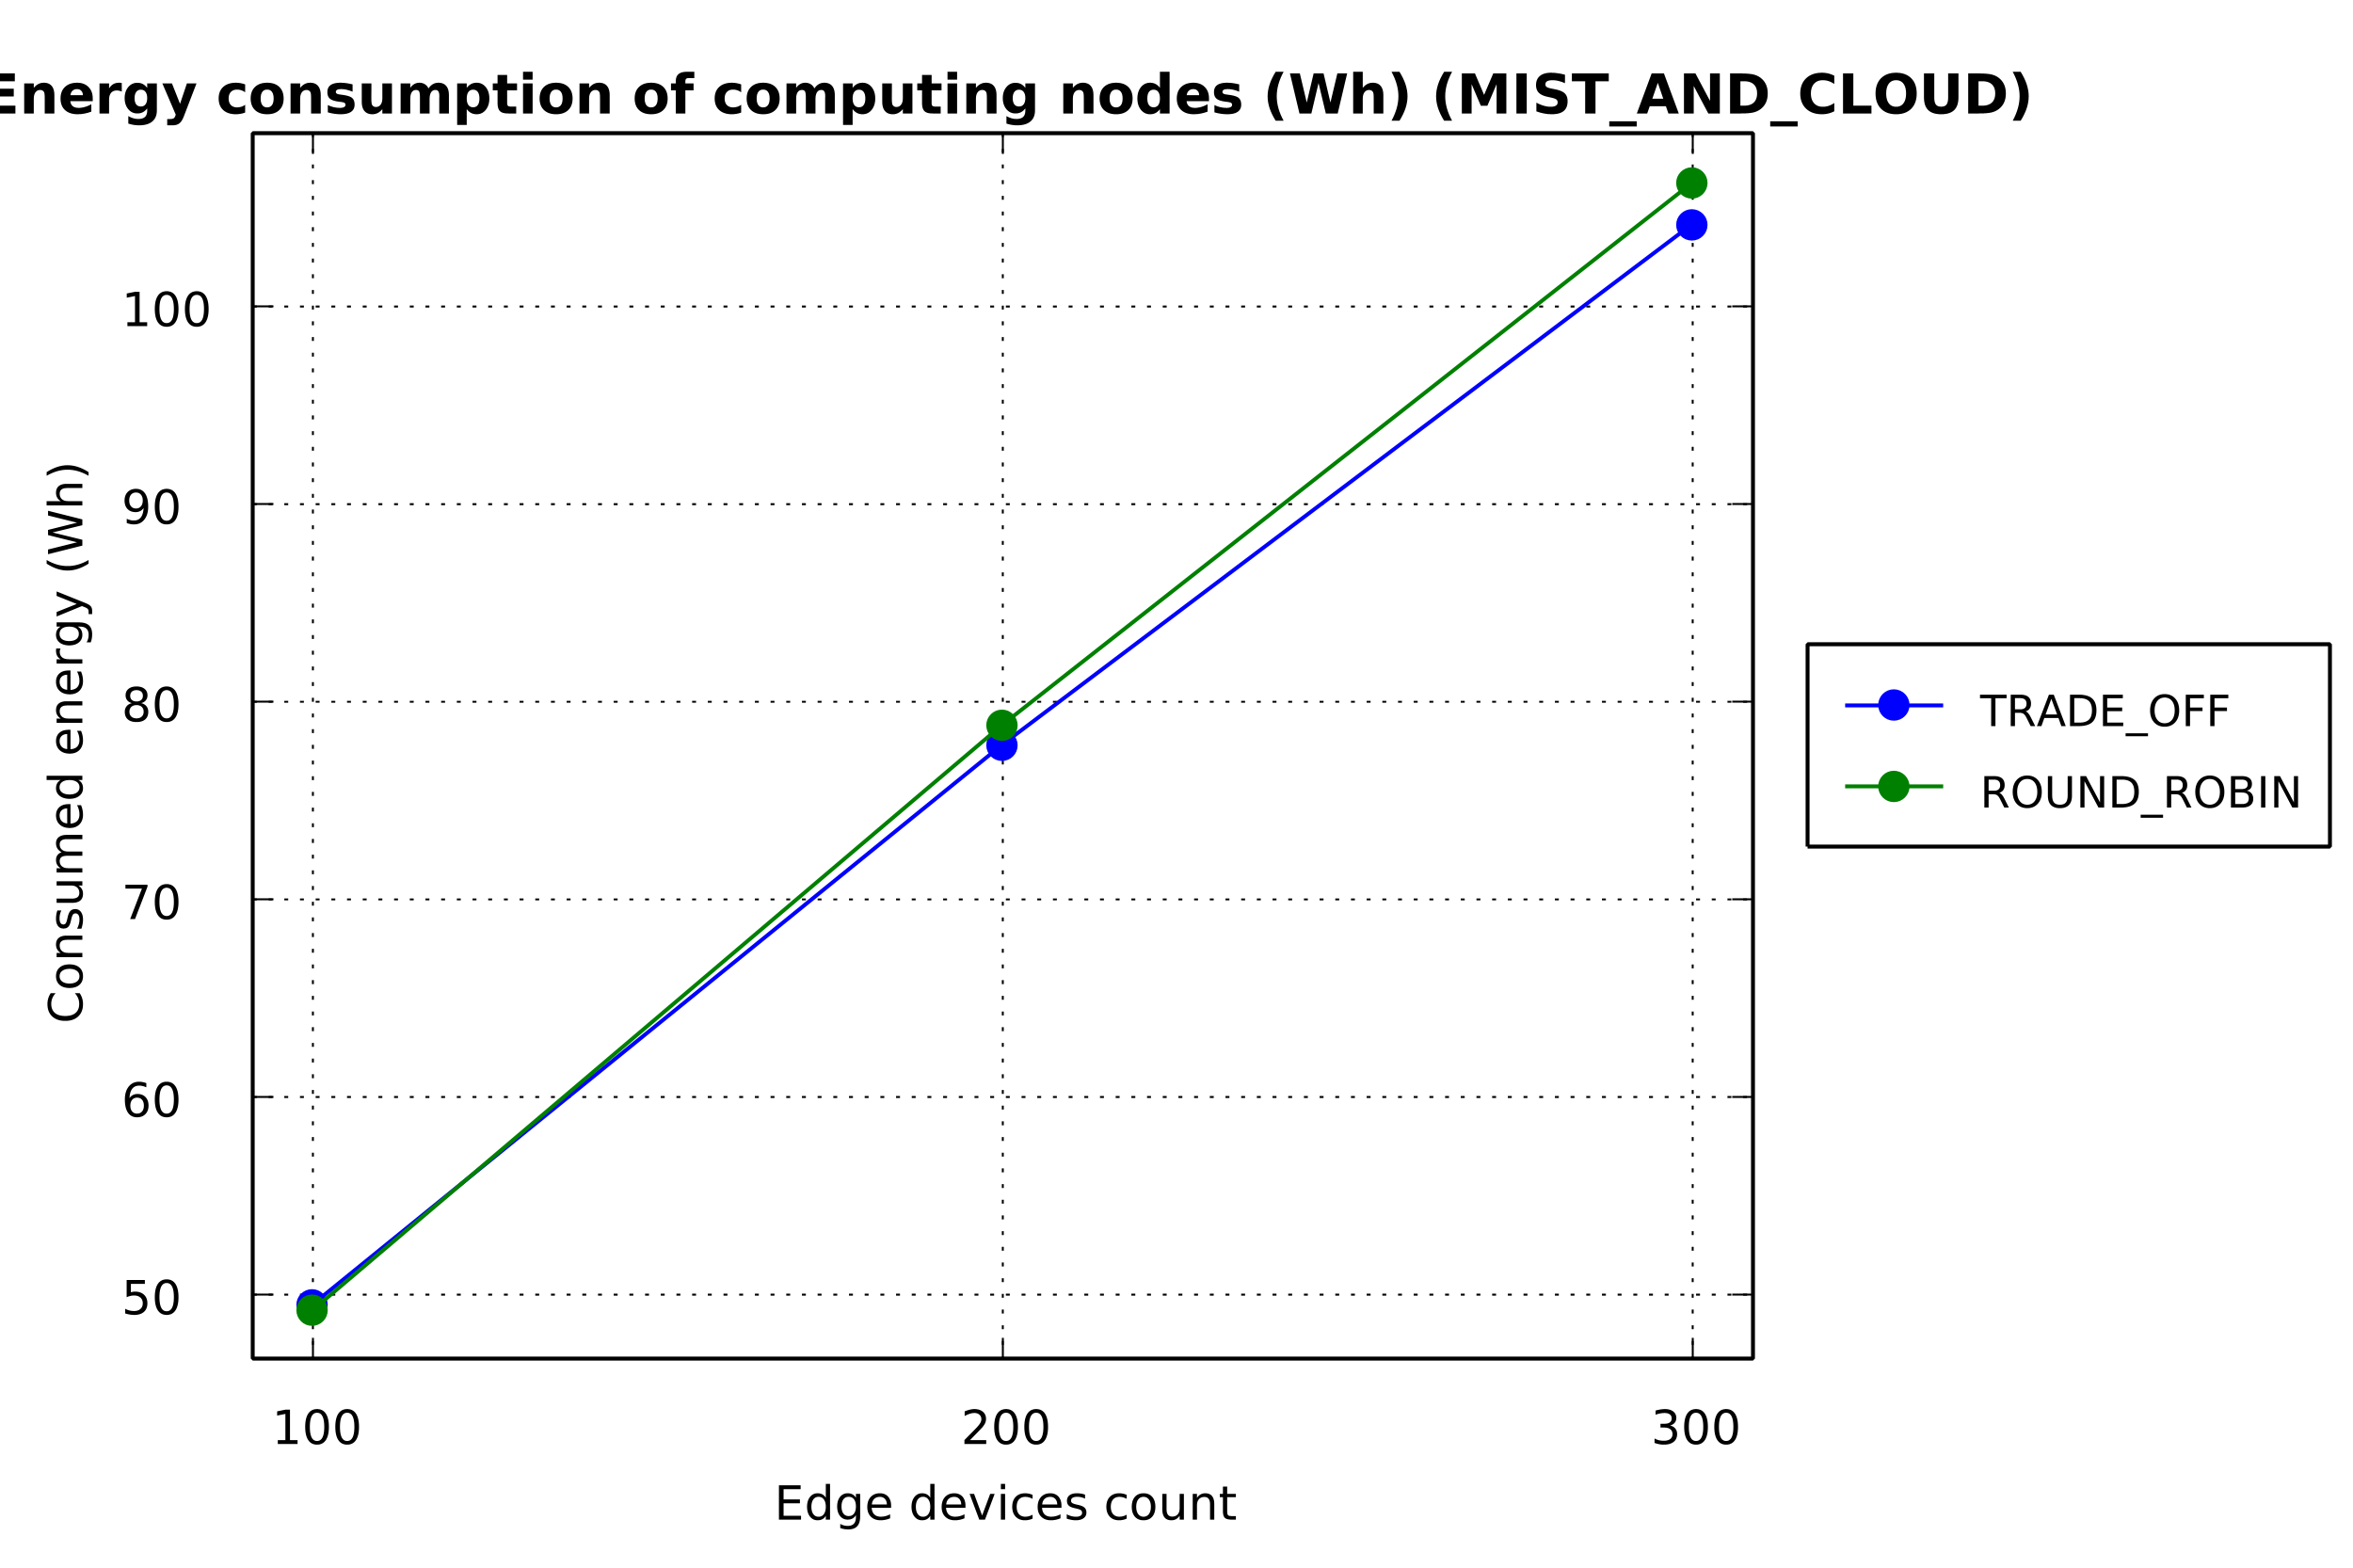 Energy consumption of computing nodes (Wh) (MIST_AND_CLOUD)
100
90
80
70
60
50
Consumed energy (Wh)
TRADE_OFF
ROUND_ROBIN
100 200 300
Edge devices count